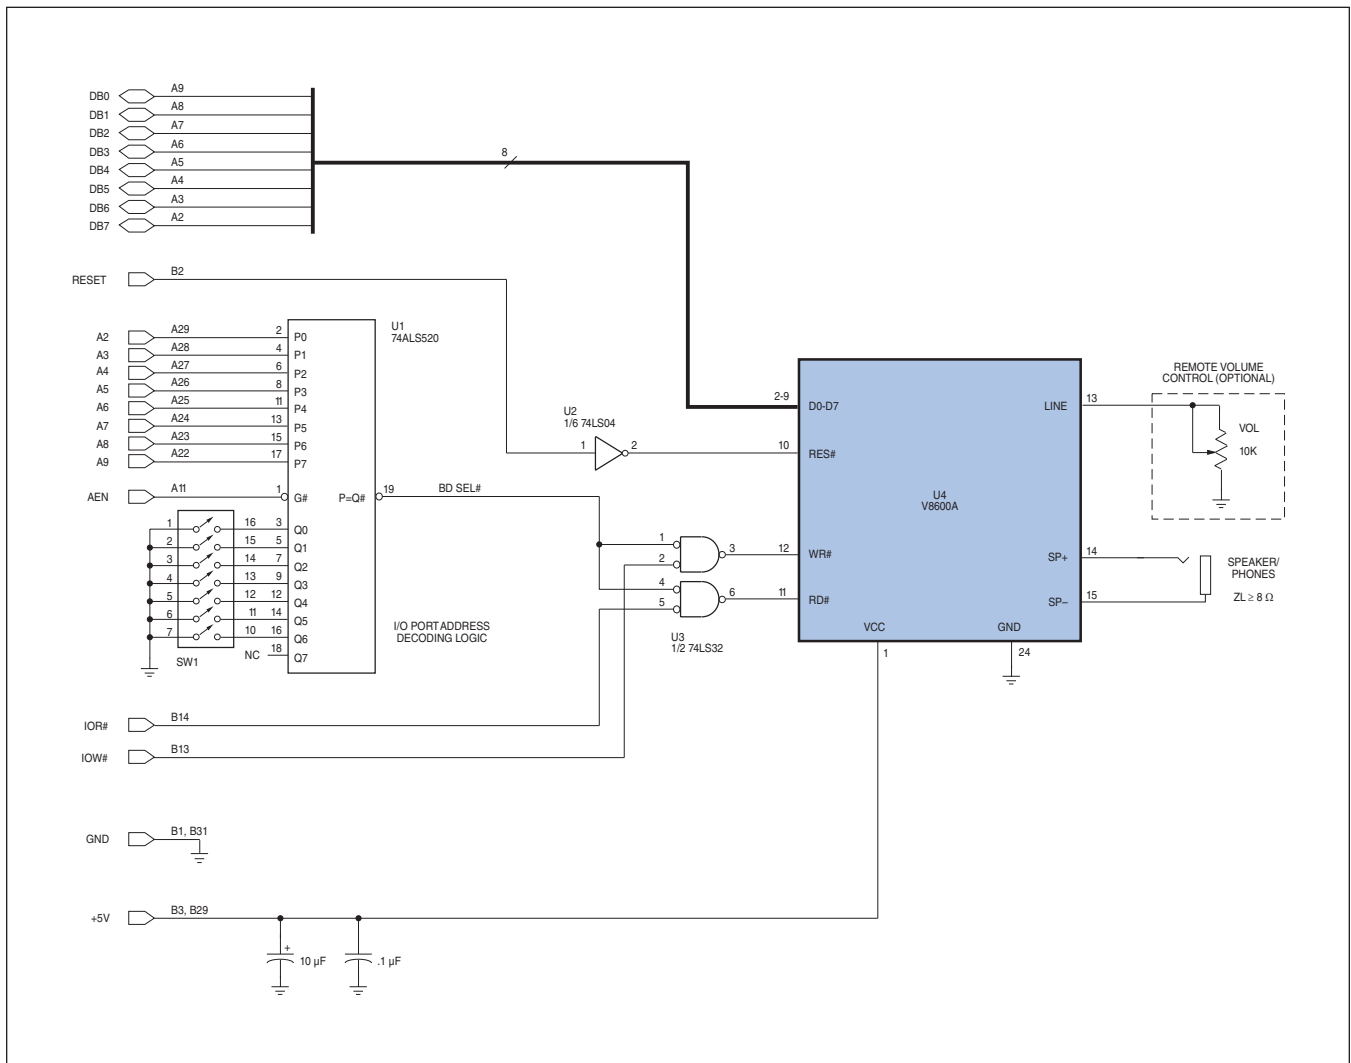 DB0 A9
DB1 A8
DB2 A7
DB3 A6
DB4 A5
DB5 A4
DB6 A3
DB7 A2
8
RESET B2
U1
74ALS520
A2 A29 2 P0
A3 A28 4 P1
A4 A27 6 P2
A5 A26 8 P3
A6 A25 11 P4
A7 A24 13 P5
A8 A23 15 P6
A9 A22 17 P7
AEN A11 1 G# P=Q# 19 BD SEL#
1 16 3 Q0
2 15 5 Q1
3 14 7 Q2
4 13 9 Q3
5 12 12 Q4
6 11 14 Q5
7 10 16 Q6
NC 18 Q7
SW1
I/O PORT ADDRESS
DECODING LOGIC
U2
1/6 74LS04
1 2
1 2 3
4 5 6
U3
1/2 74LS32
2-9 D0-D7
10 RES#
12 WR#
11 RD#
U4
V8600A
LINE 13
SP+ 14
SP– 15
VCC 1
GND 24
REMOTE VOLUME
CONTROL (OPTIONAL)
VOL
10K
SPEAKER/
PHONES
ZL ≥ 8 Ω
IOR# B14
IOW# B13
GND B1, B31
+5V B3, B29
+
10 µF
.1 µF